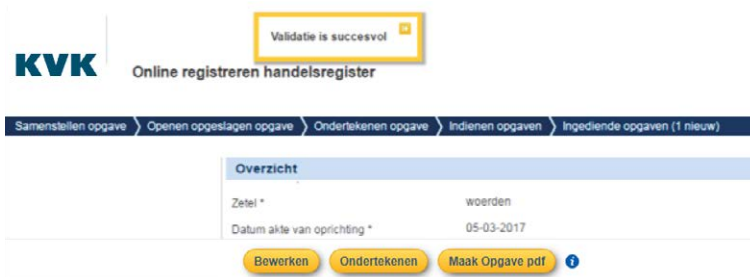 Validatie is succesvol
KVK
Online registreren handelsregister
Samenstellen opgave Openen opgeslagen opgave Ondertekenen opgave Indienen opgaven Ingediende opgaven (1 nieuw)
Overzicht
Zetel * woerden
Datum akte van oprichting * 05-03-2017
Bewerken Ondertekenen Maak Opgave pdf i